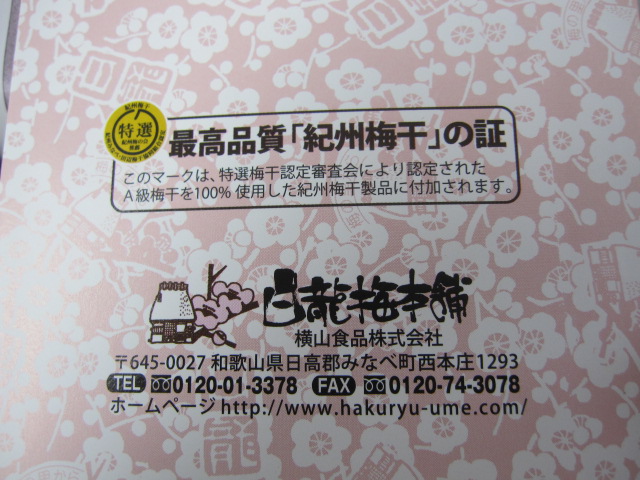 紀州梅干
特選
最高品質「紀州梅干」の証
このマークは、特選梅干認定審査会により認定された
A級梅干を100%使用した紀州梅干製品に付加されます。
白龍梅本舗
横山食品株式会社
〒645-0027 和歌山県日高郡みなべ町西本庄1293
TEL 0120-01-3378 FAX 0120-74-3078
ホームページ http://www.hakuryu-ume.com/